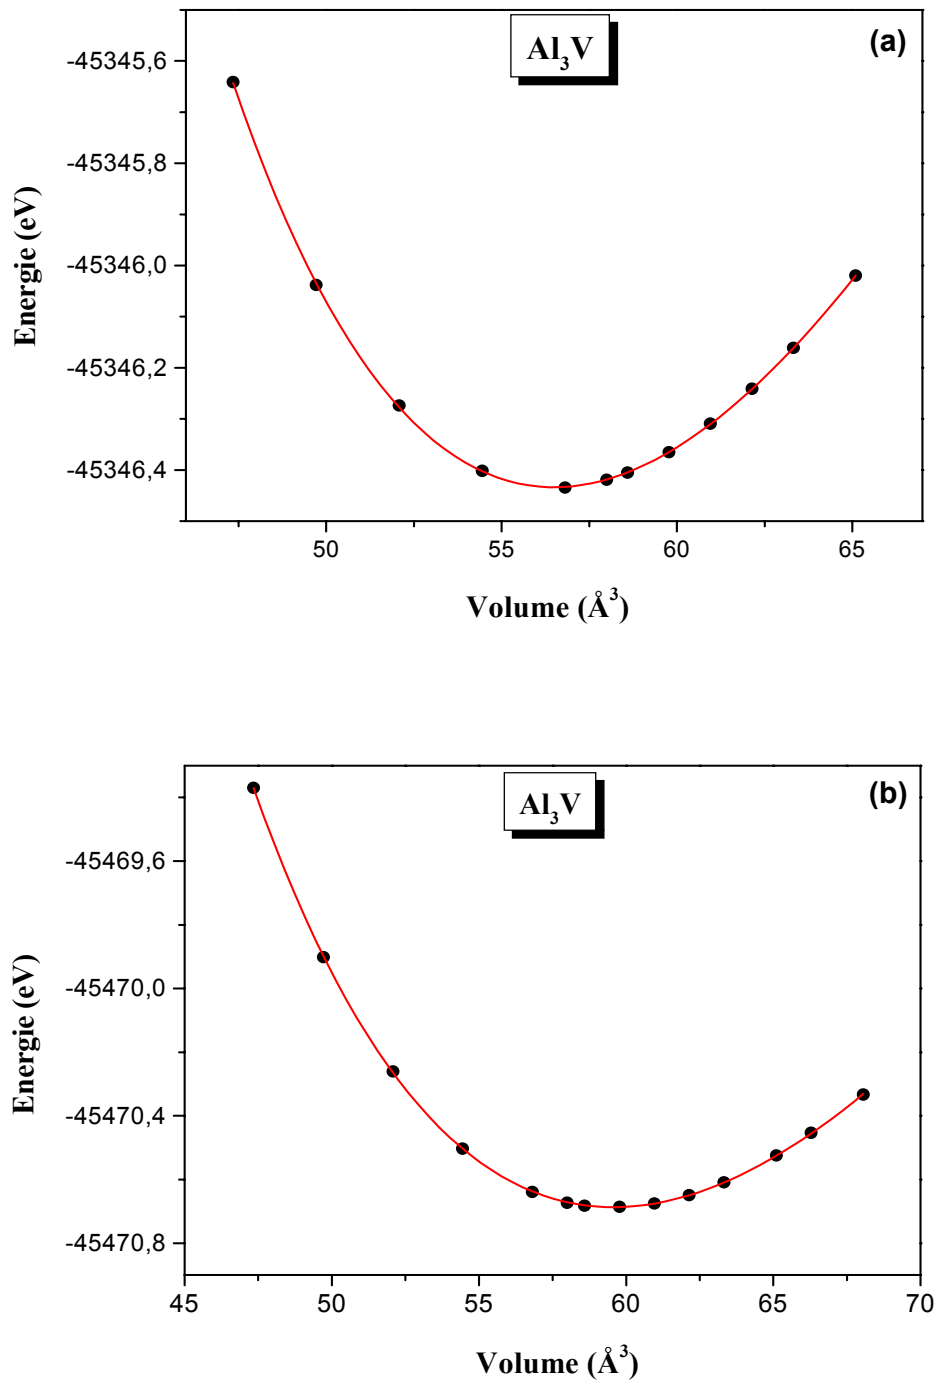 Al₃V
(a)
Energie (eV)
-45345,6
-45345,8
-45346,0
-45346,2
-45346,4
50 55 60 65
Volume (Å³)
Al₃V
(b)
Energie (eV)
-45469,6
-45470,0
-45470,4
-45470,8
45 50 55 60 65 70
Volume (Å³)